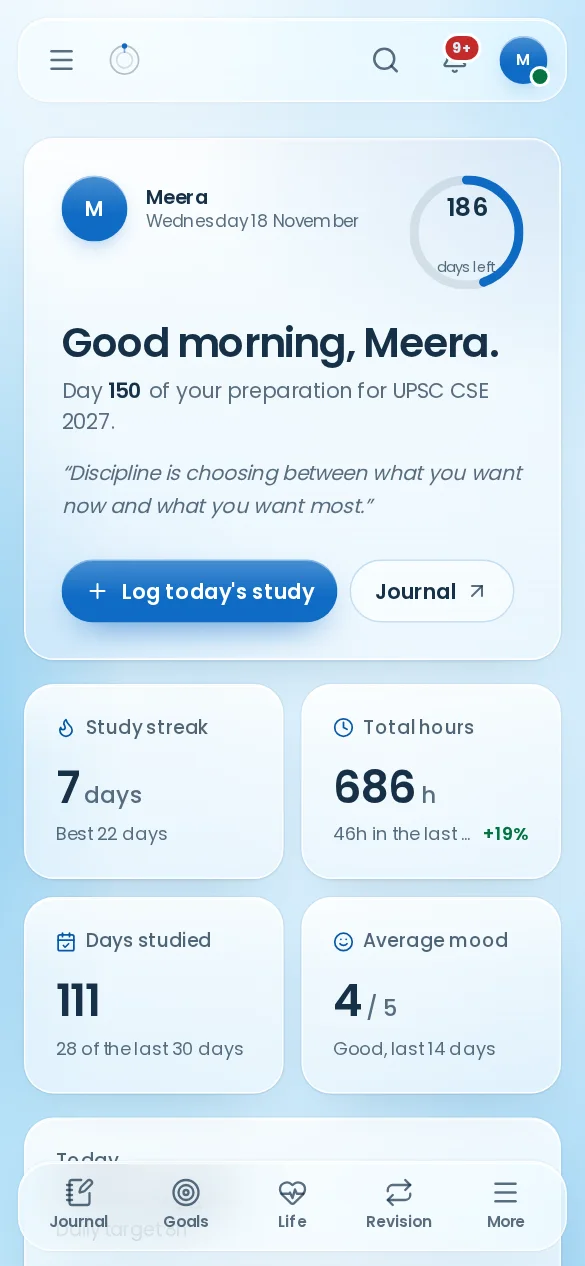 9+
M
M
Meera
Wednesday 18 November
186
days left
Good morning, Meera.
Day 150 of your preparation for UPSC CSE
2027.
“Discipline is choosing between what you want
now and what you want most.”
Log today's study
Journal
Study streak
7 days
Best 22 days
Total hours
686 h
46h in the last ... +19%
Days studied
111
28 of the last 30 days
Average mood
4 / 5
Good, last 14 days
Today
Daily target 8h
Journal
Goals
Life
Revision
More